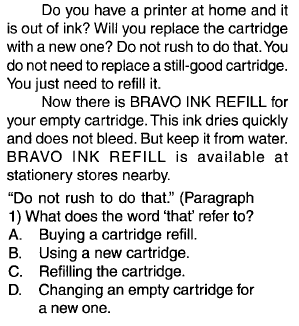 Do you have a printer at home and it
is out of ink? Will you replace the cartridge
with a new one? Do not rush to do that. You
do not need to replace a still-good cartridge.
You just need to refill it.
Now there is BRAVO INK REFILL for
your empty cartridge. This ink dries quickly
and does not bleed. But keep it from water.
BRAVO INK REFILL is available at
stationery stores nearby.
“Do not rush to do that.” (Paragraph
1) What does the word ‘that’ refer to?
A. Buying a cartridge refill.
B. Using a new cartridge.
C. Refilling the cartridge.
D. Changing an empty cartridge for
a new one.